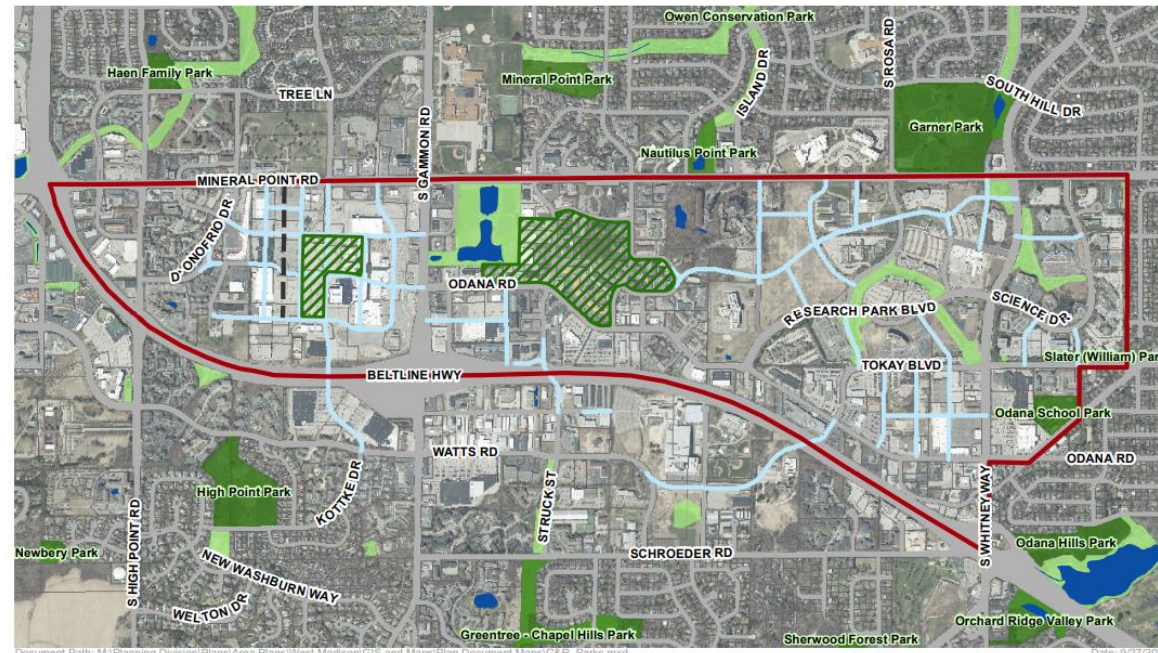 Owen Conservation Park
Haen Family Park
Mineral Point Park
TREE LN
S GAMMON RD
ISLAND DR
S ROSA RD
SOUTH HILL DR
Garner Park
Nautilus Point Park
MINERAL POINT RD
D'ONOFRIO DR
ODANA RD
RESEARCH PARK BLVD
SCIENCE DR
Slater (William) Par
BELTLINE HWY
TOKAY BLVD
Odana School Park
WATTS RD
ODANA RD
High Point Park
KOTTKE DR
STRUCK ST
S WHITNEY WAY
S HIGH POINT RD
Newbery Park
NEW WASHBURN WAY
SCHROEDER RD
Odana Hills Park
WELTON DR
Greentree - Chapel Hills Park
Sherwood Forest Park
Orchard Ridge Valley Park